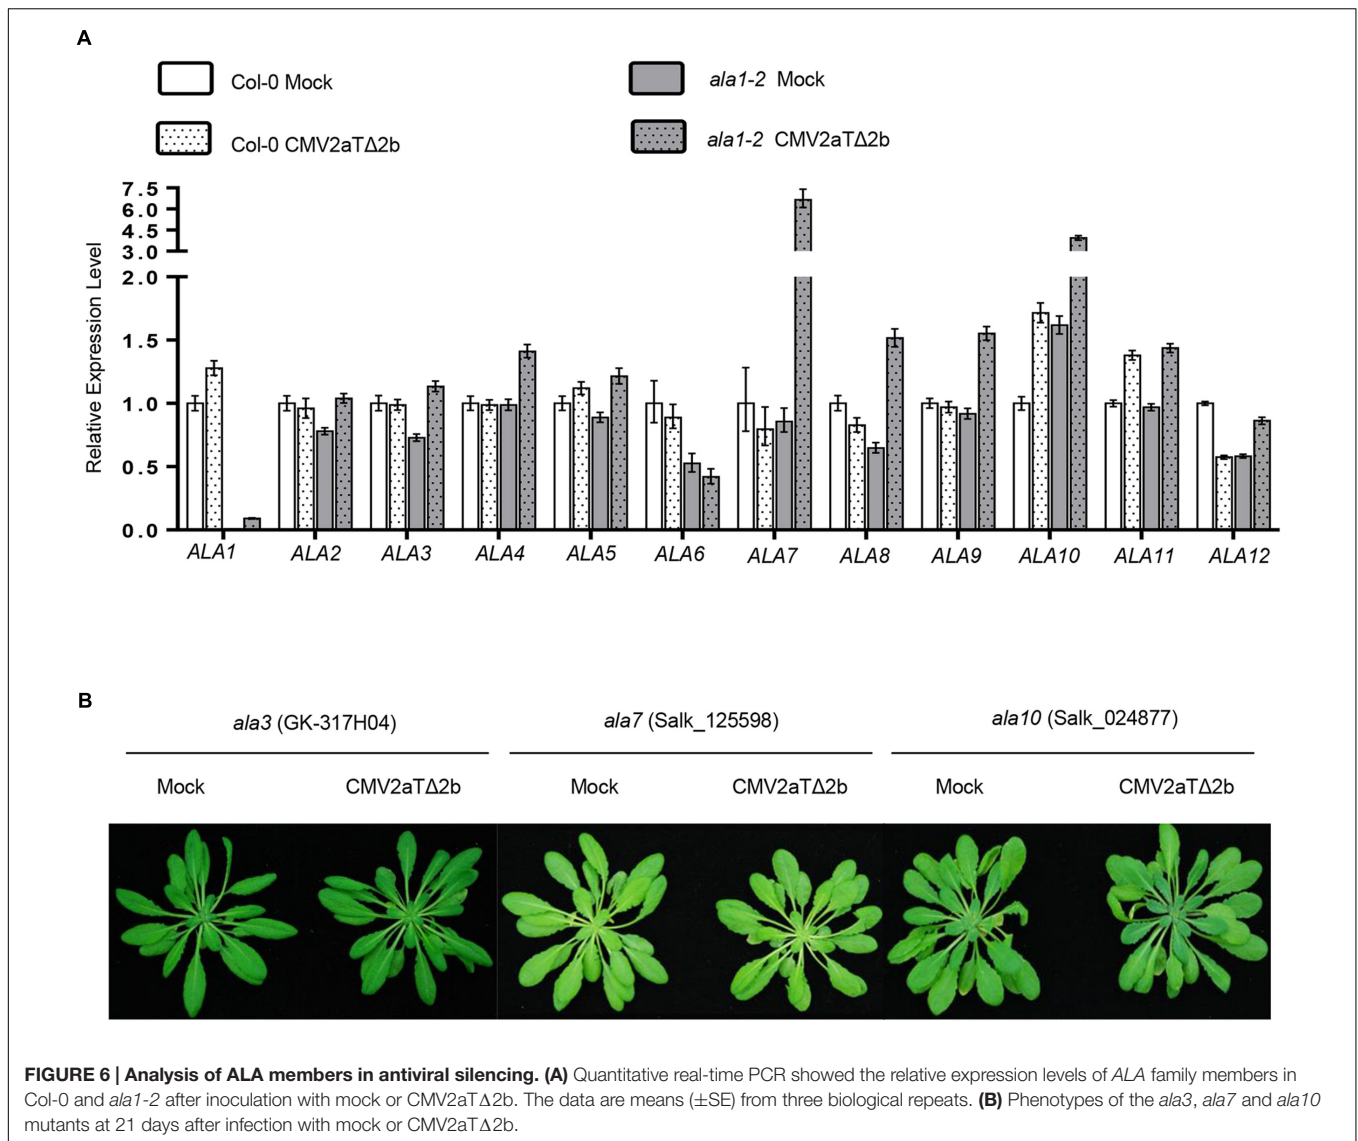 A
Col-0 Mock
ala1-2 Mock
Col-0 CMV2aTΔ2b
ala1-2 CMV2aTΔ2b
Relative Expression Level
7.5
6.0
4.5
3.0
2.0
1.5
1.0
0.5
0.0
ALA1 ALA2 ALA3 ALA4 ALA5 ALA6 ALA7 ALA8 ALA9 ALA10 ALA11 ALA12
B
ala3 (GK-317H04) ala7 (Salk_125598) ala10 (Salk_024877)
Mock CMV2aTΔ2b Mock CMV2aTΔ2b Mock CMV2aTΔ2b
FIGURE 6 | Analysis of ALA members in antiviral silencing. (A) Quantitative real-time PCR showed the relative expression levels of ALA family members in
Col-0 and ala1-2 after inoculation with mock or CMV2aTΔ2b. The data are means (±SE) from three biological repeats. (B) Phenotypes of the ala3, ala7 and ala10
mutants at 21 days after infection with mock or CMV2aTΔ2b.